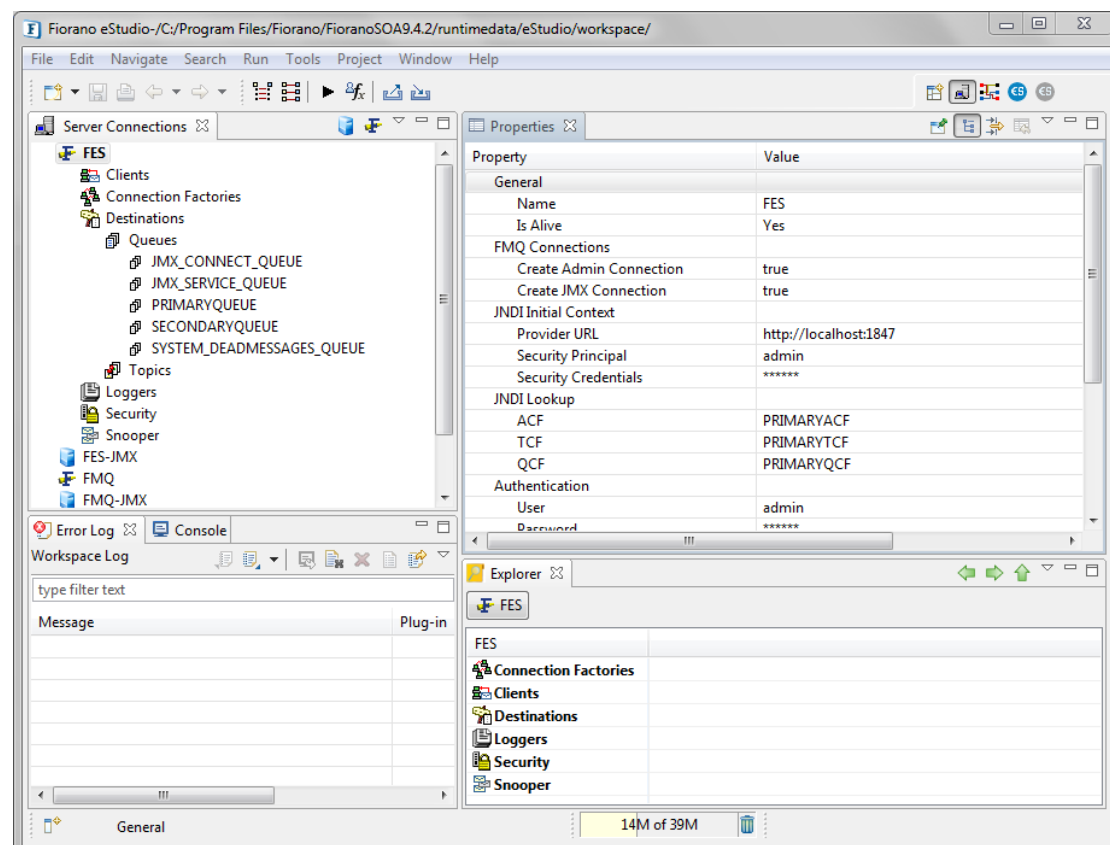 Fiorano eStudio-/C:/Program Files/Fiorano/FioranoSOA9.4.2/runtimedata/eStudio/workspace/
File Edit Navigate Search Run Tools Project Window Help
Server Connections
FES
Clients
Connection Factories
Destinations
Queues
JMX_CONNECT_QUEUE
JMX_SERVICE_QUEUE
PRIMARYQUEUE
SECONDARYQUEUE
SYSTEM_DEADMESSAGES_QUEUE
Topics
Loggers
Security
Snooper
FES-JMX
FMQ
FMQ-JMX
Properties
Property Value
General
Name FES
Is Alive Yes
FMQ Connections
Create Admin Connection true
Create JMX Connection true
JNDI Initial Context
Provider URL http://localhost:1847
Security Principal admin
Security Credentials ******
JNDI Lookup
ACF PRIMARYACF
TCF PRIMARYTCF
QCF PRIMARYQCF
Authentication
User admin
Password ******
Error Log Console
Workspace Log
type filter text
Message Plug-in
Explorer
FES
FES
Connection Factories
Clients
Destinations
Loggers
Security
Snooper
General
14M of 39M